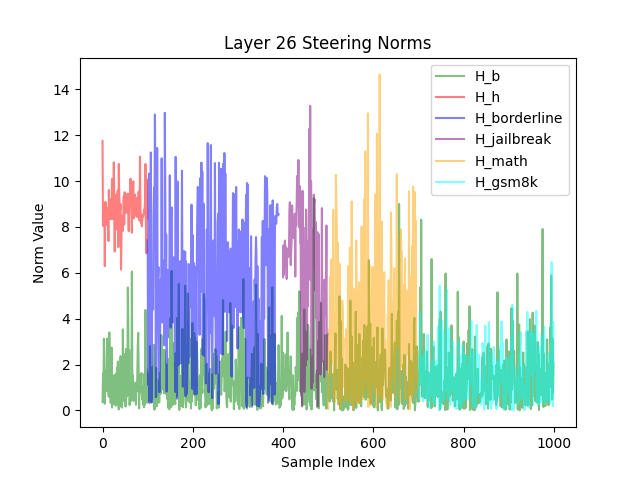 Layer 26 Steering Norms
H_b
H_h
H_borderline
H_jailbreak
H_math
H_gsm8k
Norm Value
14
12
10
8
6
4
2
0
0 200 400 600 800 1000
Sample Index